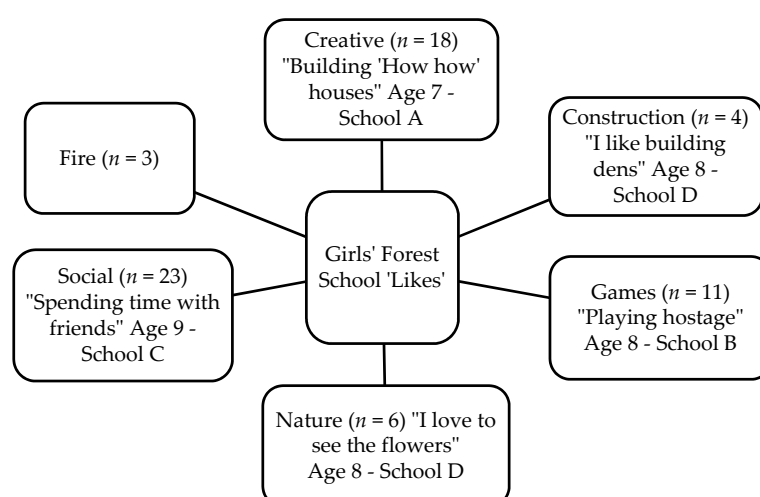 Creative (n = 18)
"Building 'How how'
houses" Age 7 -
School A
Construction (n = 4)
"I like building
dens" Age 8 -
School D
Fire (n = 3)
Girls' Forest
School 'Likes'
Social (n = 23)
"Spending time with
friends" Age 9 -
School C
Games (n = 11)
"Playing hostage"
Age 8 - School B
Nature (n = 6) "I love to
see the flowers"
Age 8 - School D